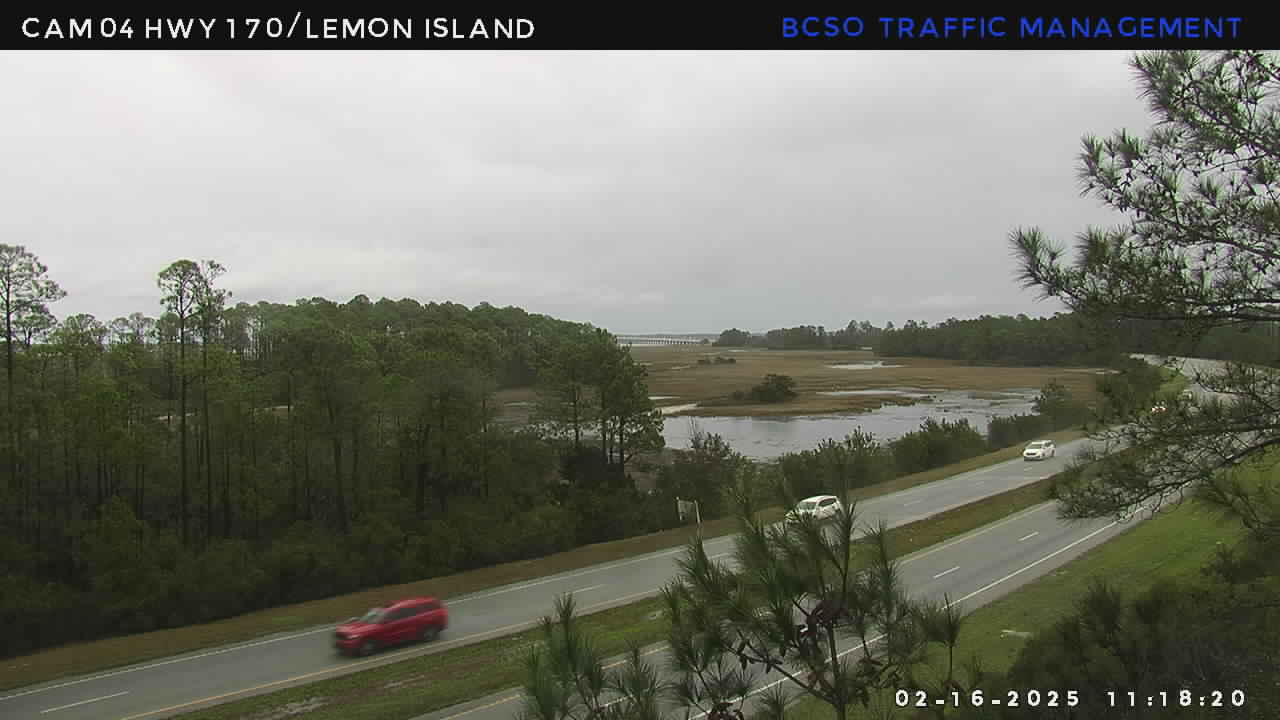 CAM04 HWY 170/LEMON ISLAND
BCSO TRAFFIC MANAGEMENT
02-16-2025 11:18:20